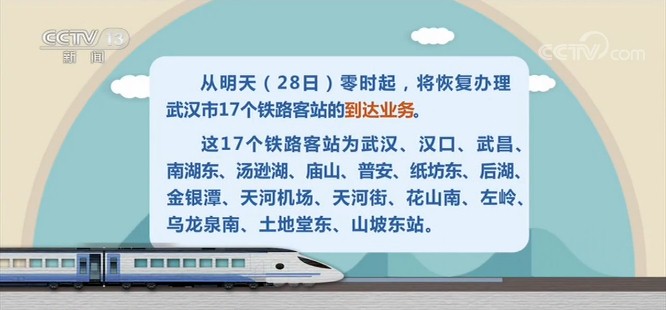 CCTV 13
新闻
CCTV.com
从明天（28日）零时起，将恢复办理
武汉市17个铁路客站的到达业务。
这17个铁路客站为武汉、汉口、武昌、
南湖东、汤逊湖、庙山、普安、纸坊东、后湖、
金银潭、天河机场、天河街、花山南、左岭、
乌龙泉南、土地堂东、山坡东站。